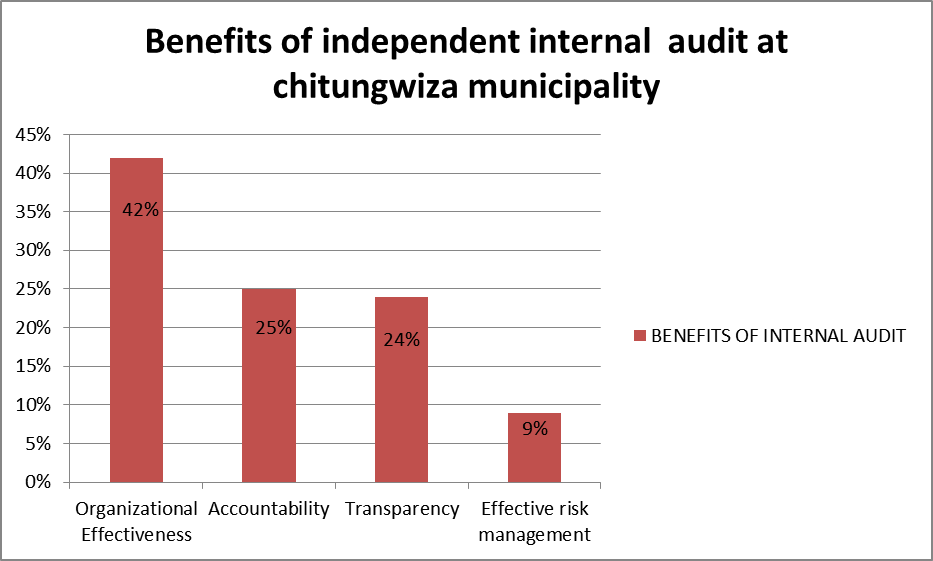 Benefits of independent internal  audit at
chitungwiza municipality
45%
40%
35%
30%
25%
20%
15%
10%
5%
0%
42%
25%
24%
9%
Organizational
Effectiveness
Accountability
Transparency
Effective risk
management
BENEFITS OF INTERNAL AUDIT